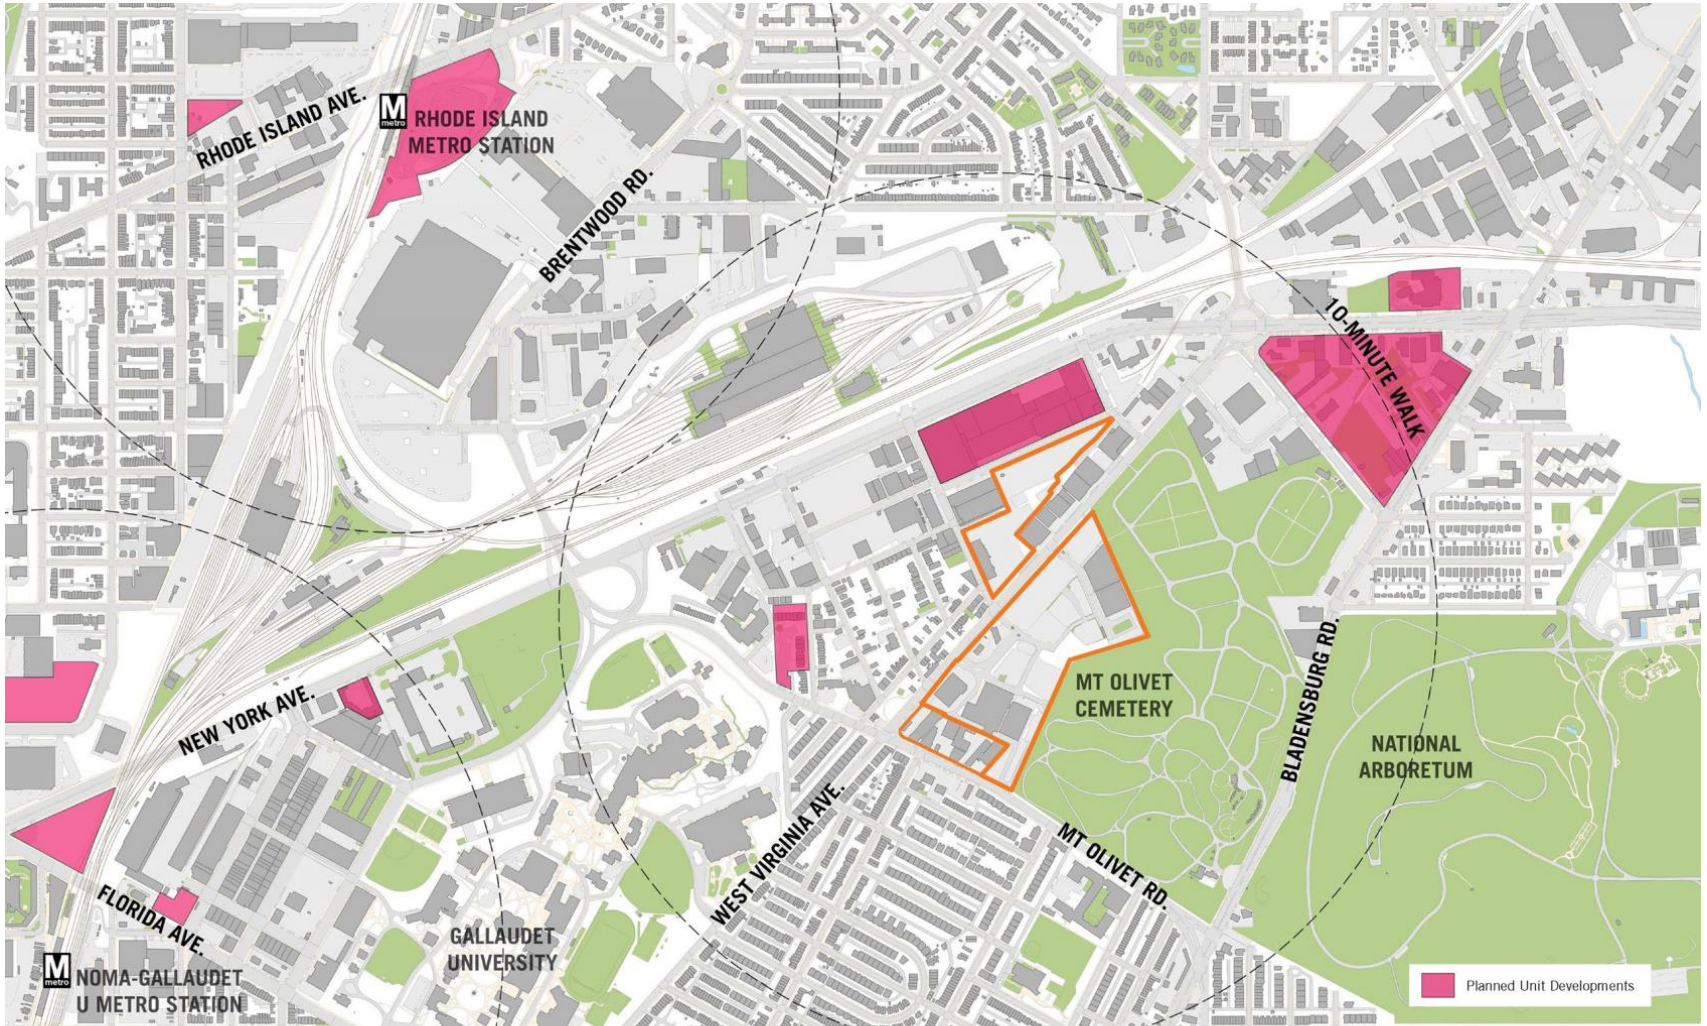 RHODE ISLAND AVE.
M
metro
RHODE ISLAND
METRO STATION
BRENTWOOD RD.
10-MINUTE WALK
NEW YORK AVE.
MT OLIVET
CEMETERY
BLADENSBURG RD.
NATIONAL
ARBORETUM
WEST VIRGINIA AVE.
MT OLIVET RD.
FLORIDA AVE.
GALLAUDET
UNIVERSITY
M
metro
NOMA-GALLAUDET
U METRO STATION
Planned Unit Developments